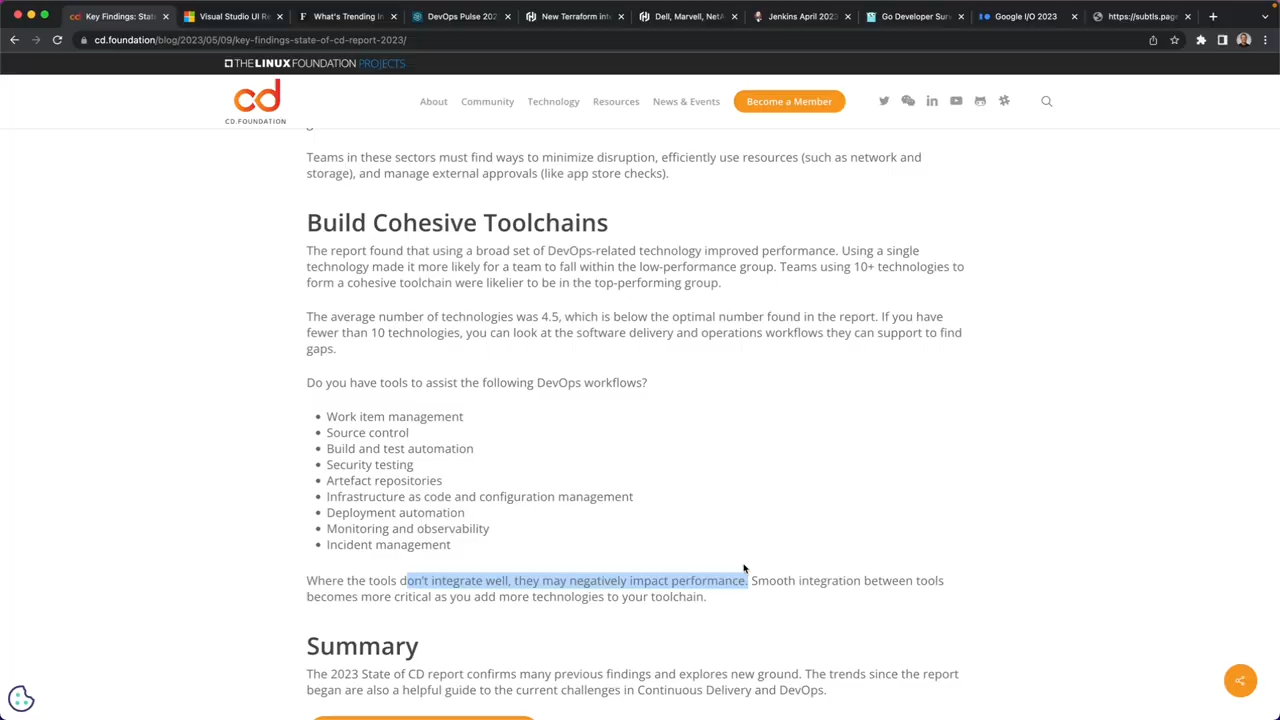 Key Findings: State
Visual Studio UI Re
What's Trending in
DevOps Pulse 2022
New Terraform inte
Dell, Marvell, NetA
Jenkins April 2023
Go Developer Surv
Google I/O 2023
https://subtls.page
cd.foundation/blog/2023/05/09/key-findings-state-of-cd-report-2023/
THE LINUX FOUNDATION PROJECTS
cd
CD.FOUNDATION
About
Community
Technology
Resources
News & Events
Become a Member
Teams in these sectors must find ways to minimize disruption, efficiently use resources (such as network and
storage), and manage external approvals (like app store checks).
Build Cohesive Toolchains
The report found that using a broad set of DevOps-related technology improved performance. Using a single
technology made it more likely for a team to fall within the low-performance group. Teams using 10+ technologies to
form a cohesive toolchain were likelier to be in the top-performing group.
The average number of technologies was 4.5, which is below the optimal number found in the report. If you have
fewer than 10 technologies, you can look at the software delivery and operations workflows they can support to find
gaps.
Do you have tools to assist the following DevOps workflows?
Work item management
Source control
Build and test automation
Security testing
Artefact repositories
Infrastructure as code and configuration management
Deployment automation
Monitoring and observability
Incident management
Where the tools don't integrate well, they may negatively impact performance. Smooth integration between tools
becomes more critical as you add more technologies to your toolchain.
Summary
The 2023 State of CD report confirms many previous findings and explores new ground. The trends since the report
began are also a helpful guide to the current challenges in Continuous Delivery and DevOps.